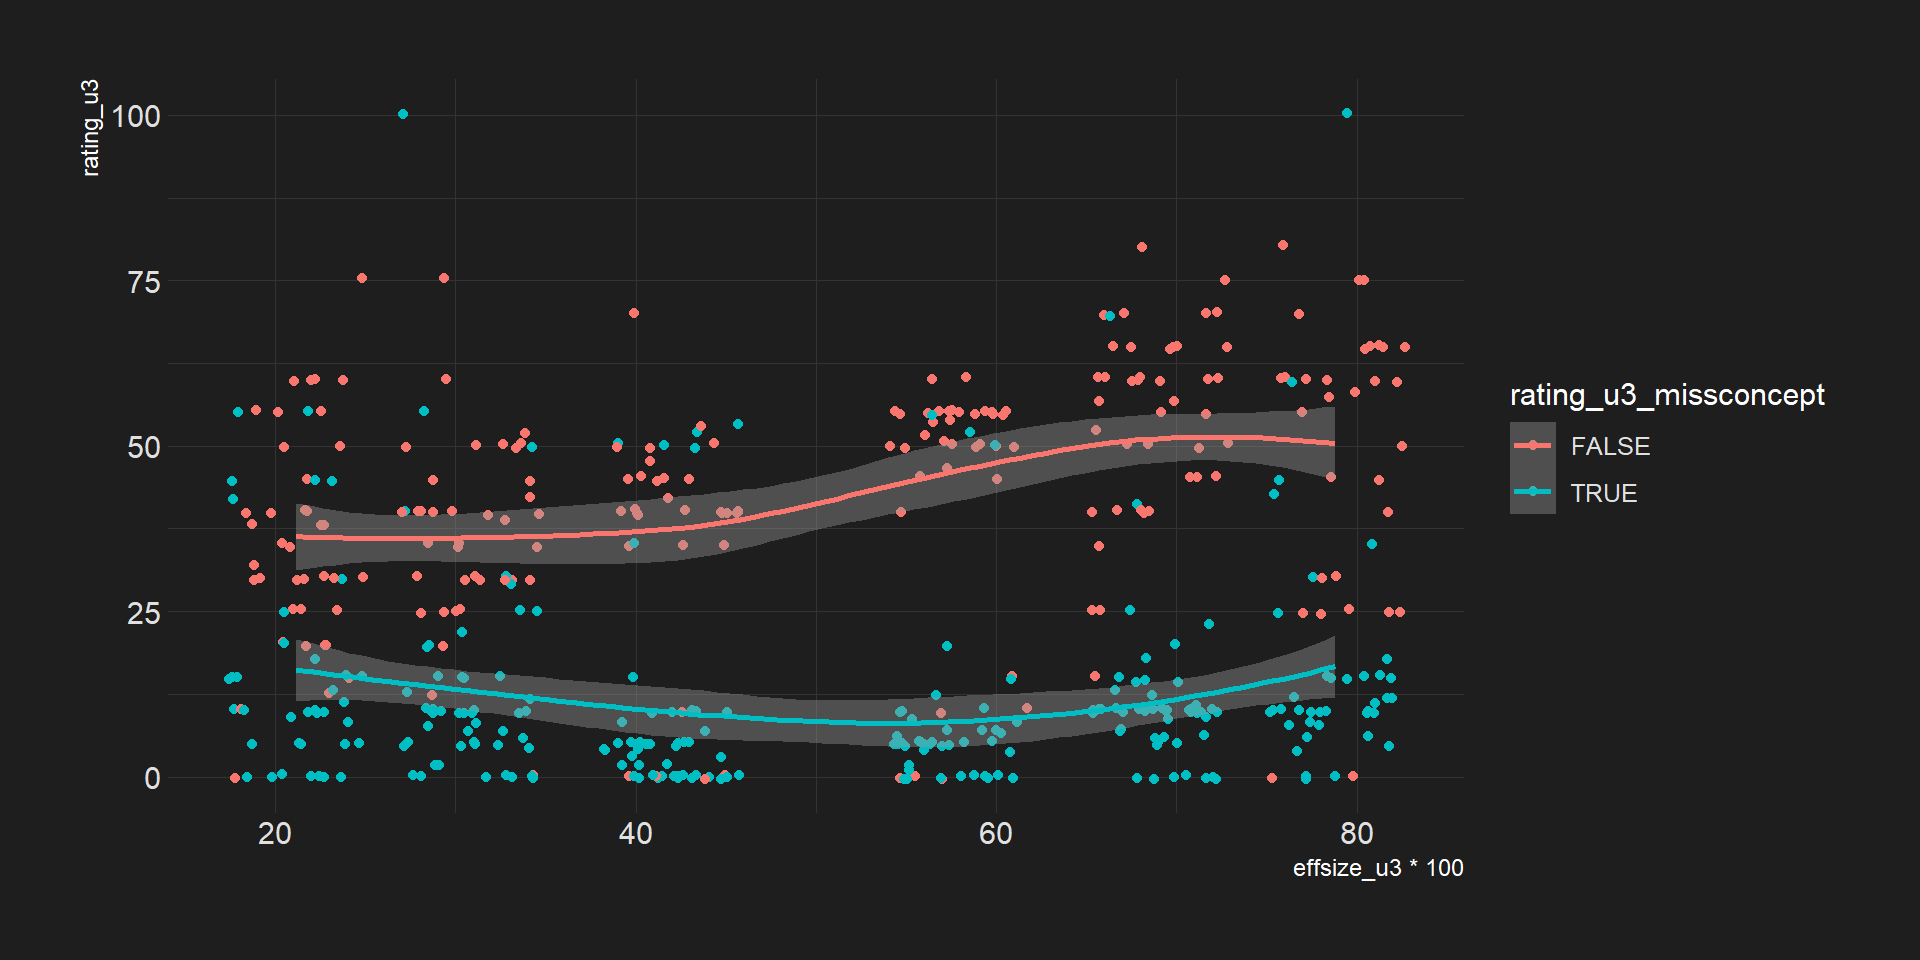 rating_u3
100
75
50
25
0
20 40 60 80
effsize_u3 * 100
rating_u3_missconcept
FALSE
TRUE